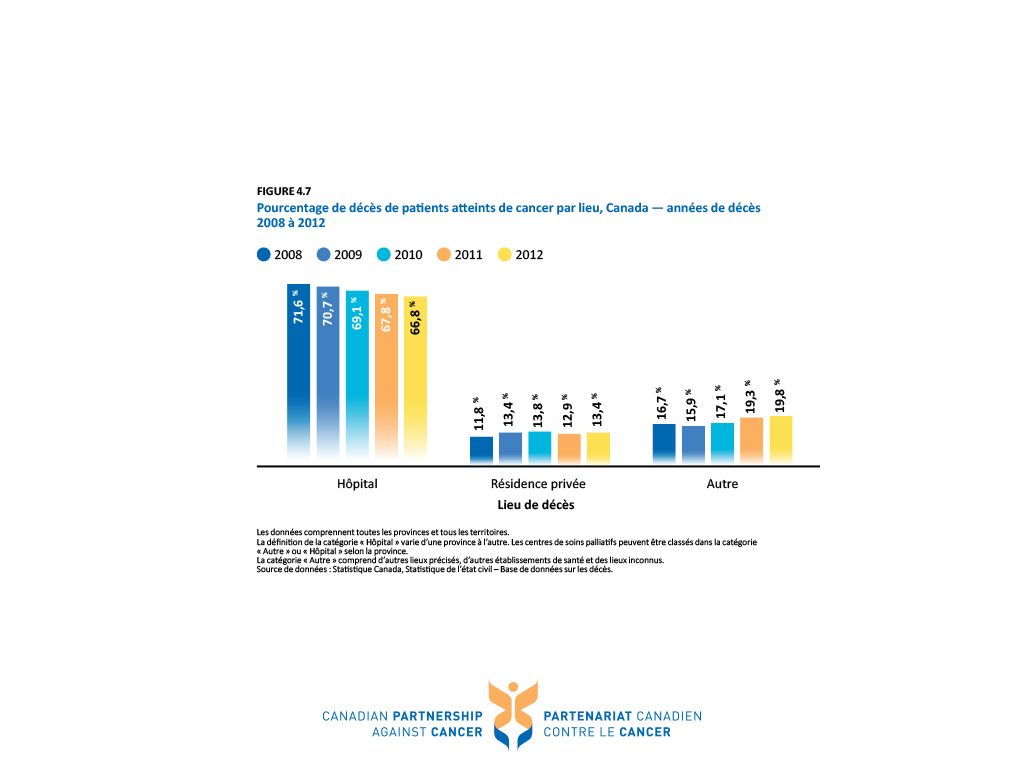 FIGURE 4.7
Pourcentage de décès de patients atteints de cancer par lieu, Canada — années de décès
2008 à 2012
2008 2009 2010 2011 2012
71,6 % 70,7 % 69,1 % 67,8 % 66,8 %
11,8 % 13,4 % 13,8 % 12,9 % 13,4 %
16,7 % 15,9 % 17,1 % 19,3 % 19,8 %
Hôpital Résidence privée Autre
Lieu de décès
Les données comprennent toutes les provinces et tous les territoires.
La définition de la catégorie « Hôpital » varie d'une province à l'autre. Les centres de soins palliatifs peuvent être classés dans la catégorie
« Autre » ou « Hôpital » selon la province.
La catégorie « Autre » comprend d'autres lieux précisés, d'autres établissements de santé et des lieux inconnus.
Source de données : Statistique Canada, Statistique de l'état civil – Base de données sur les décès.
CANADIAN PARTNERSHIP
AGAINST CANCER
PARTENARIAT CANADIEN
CONTRE LE CANCER